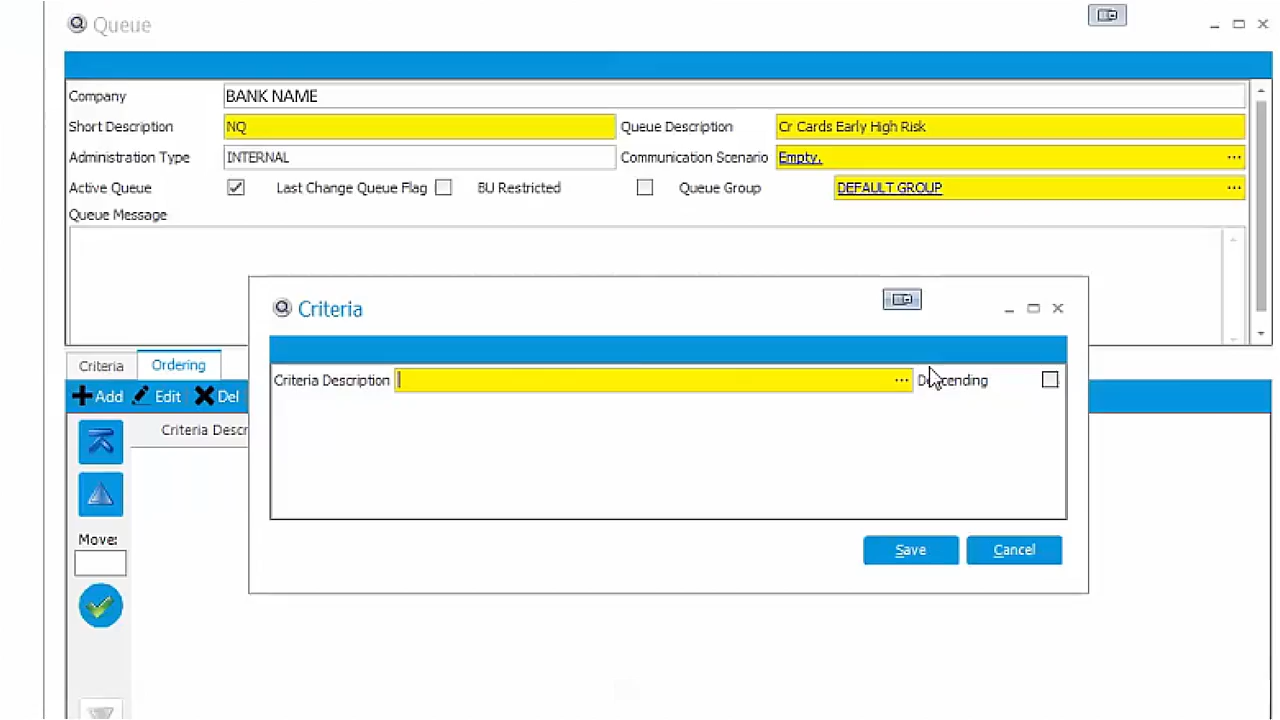 Queue
Company BANK NAME
Short Description NQ Queue Description Cr Cards Early High Risk
Administration Type INTERNAL Communication Scenario Empty. ...
Active Queue Last Change Queue Flag BU Restricted Queue Group DEFAULT GROUP ...
Queue Message
Criteria
Criteria Description ... Descending
Save Cancel
Criteria Ordering
Add Edit Del
Criteria Descr
Move: